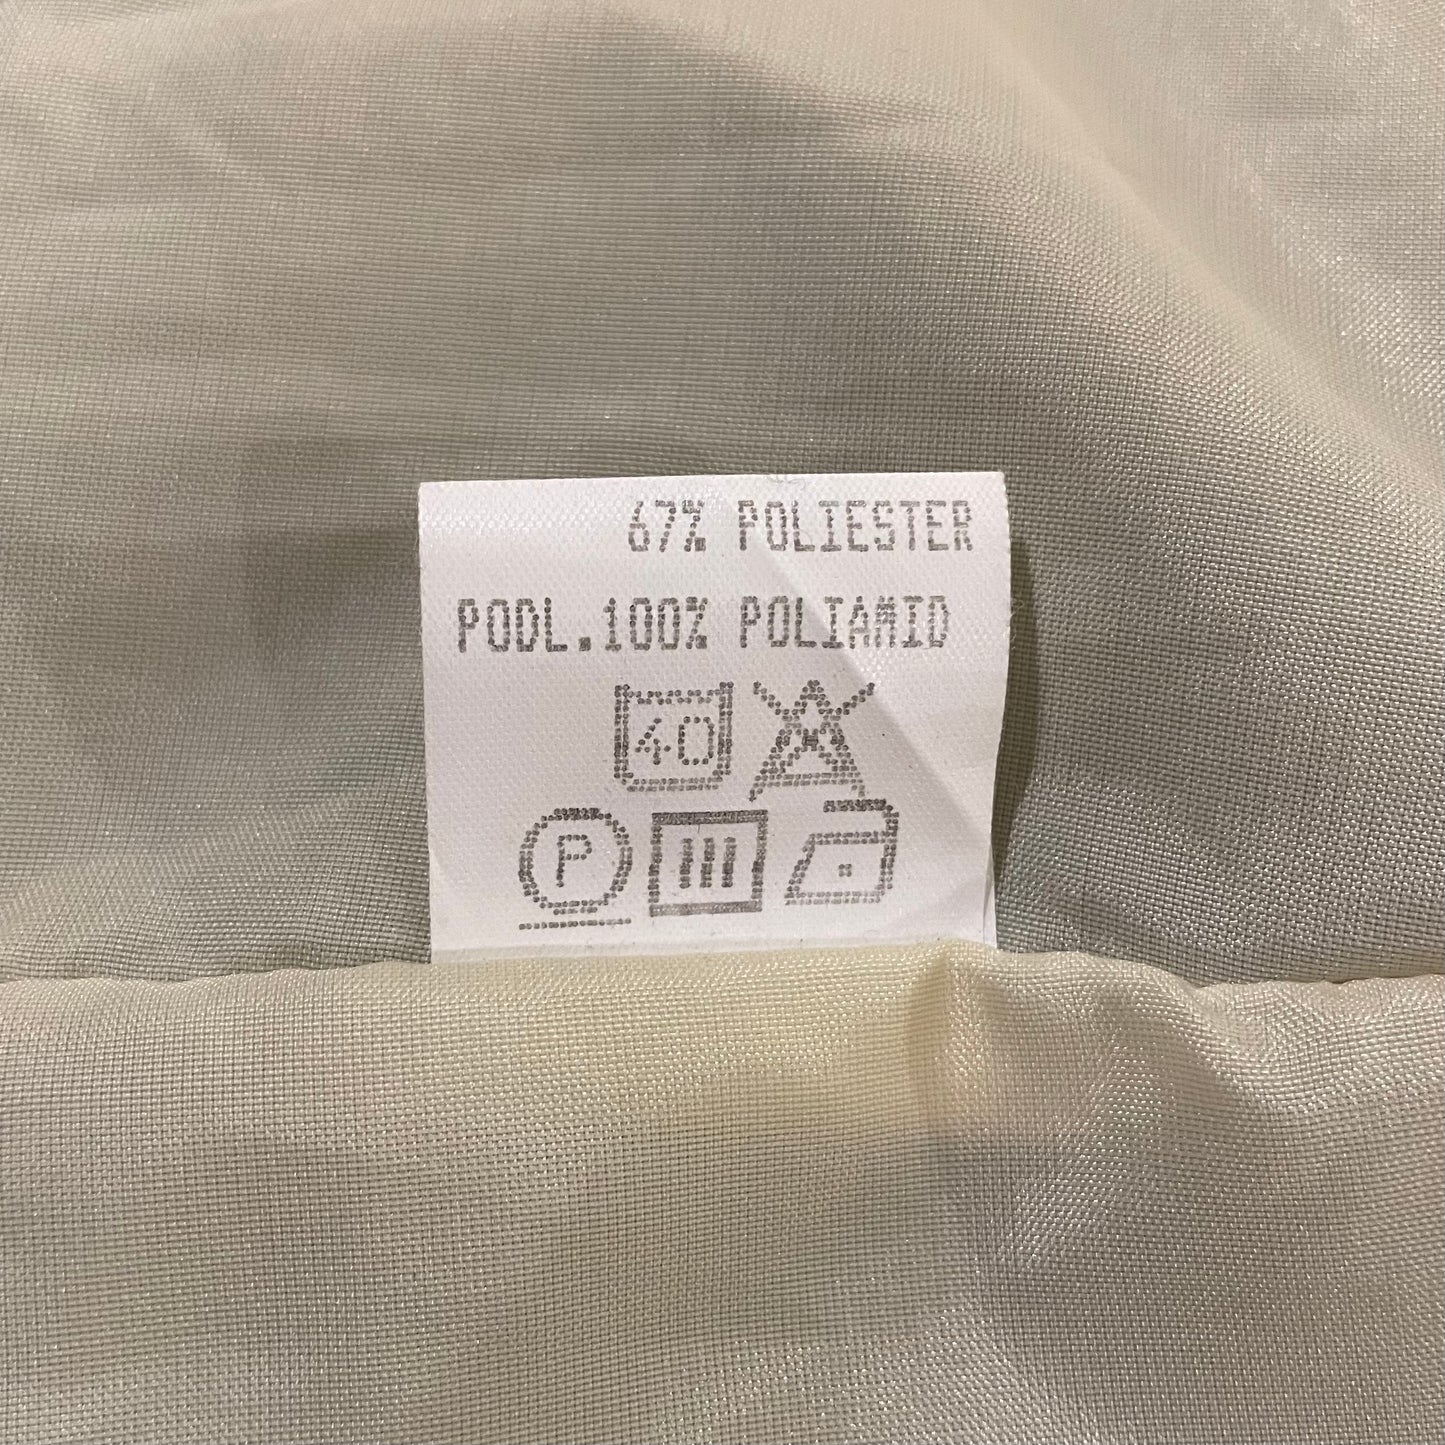 67% POLIESTER
PODL.100% POLIAMID
40
P